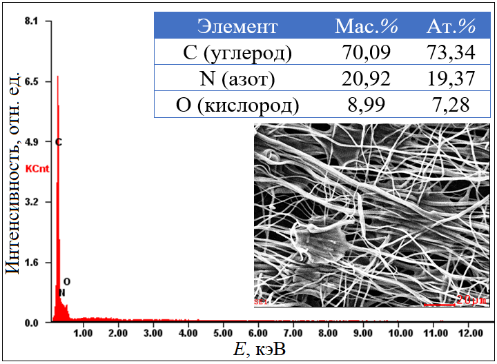 Элемент Мас.% Ат.%
C (углерод) 70,09 73,34
N (азот) 20,92 19,37
O (кислород) 8,99 7,28
Интенсивность, отн. ед.
KCnt
8.1
6.5
4.9
3.2
1.6
0.0
C
O
N
1.00 2.00 3.00 4.00 5.00 6.00 7.00 8.00 9.00 10.00 11.00 12.00
E, кэВ